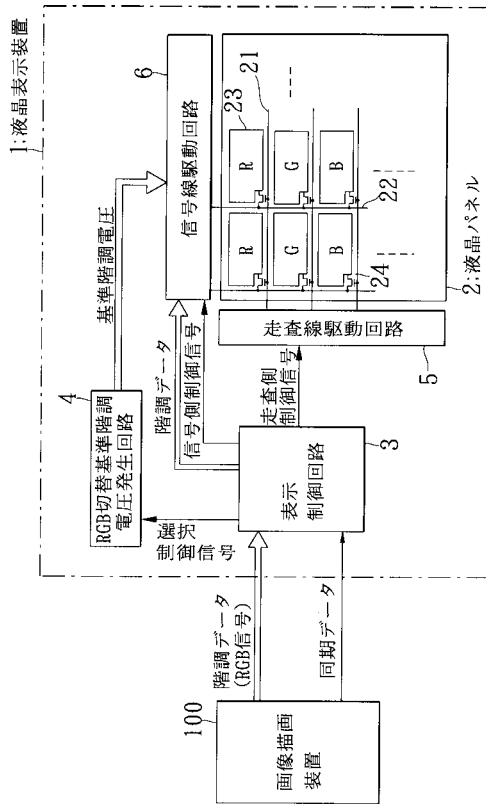 1:液晶表示装置
4
RGB切替基準階調
電圧発生回路
基準階調電圧
6
信号線駆動回路
階調データ
信号側制御信号
選択
制御信号
100
画像描画
装置
階調データ
(RGB信号)
同期データ
表示
制御回路
3
走査側
制御信号
走査線駆動回路
5
R
R
23
G
G
21
B
B
22
24
2:液晶パネル